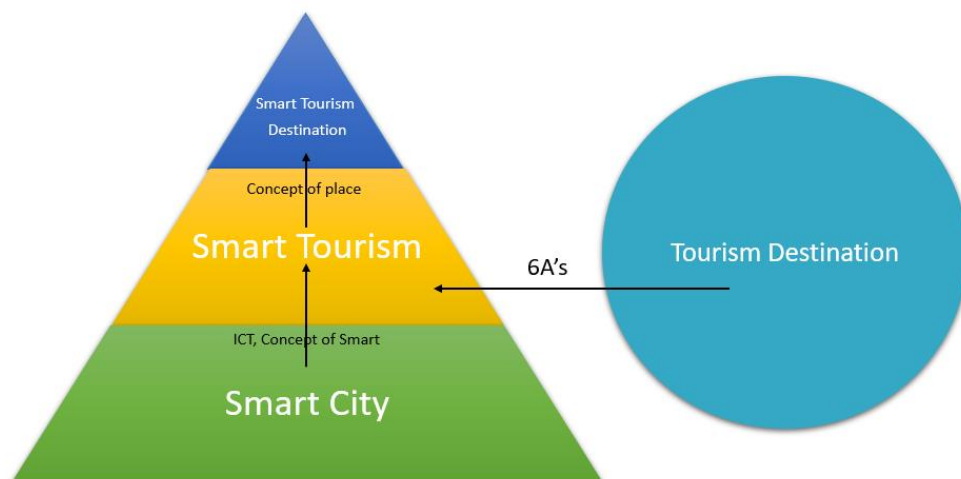 Smart Tourism
Destination
Concept of place
Smart Tourism
6A's
Tourism Destination
ICT, Concept of Smart
Smart City